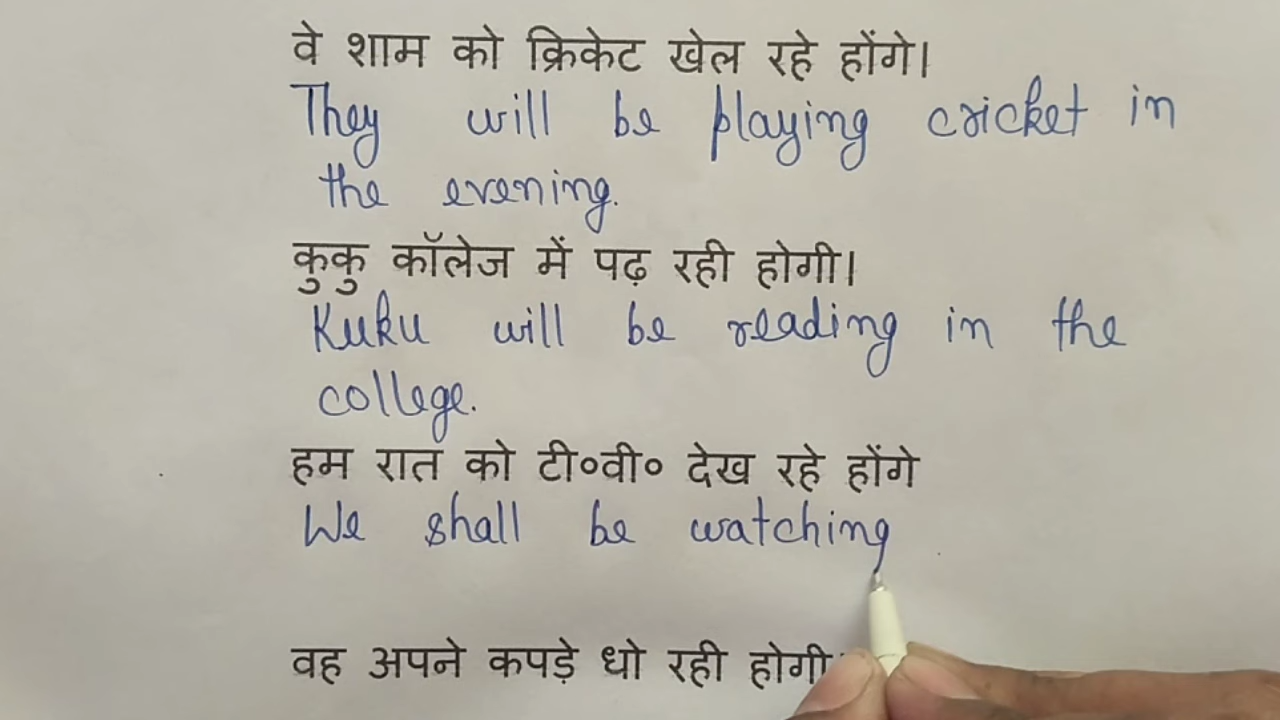 वे शाम को क्रिकेट खेल रहे होंगे।
They will be playing cricket in
the evening.
कुकु कॉलेज में पढ़ रही होगी।
Kuku will be reading in the
college.
हम रात को टी०वी० देख रहे होंगे
We shall be watching
वह अपने कपड़े धो रही होगी।